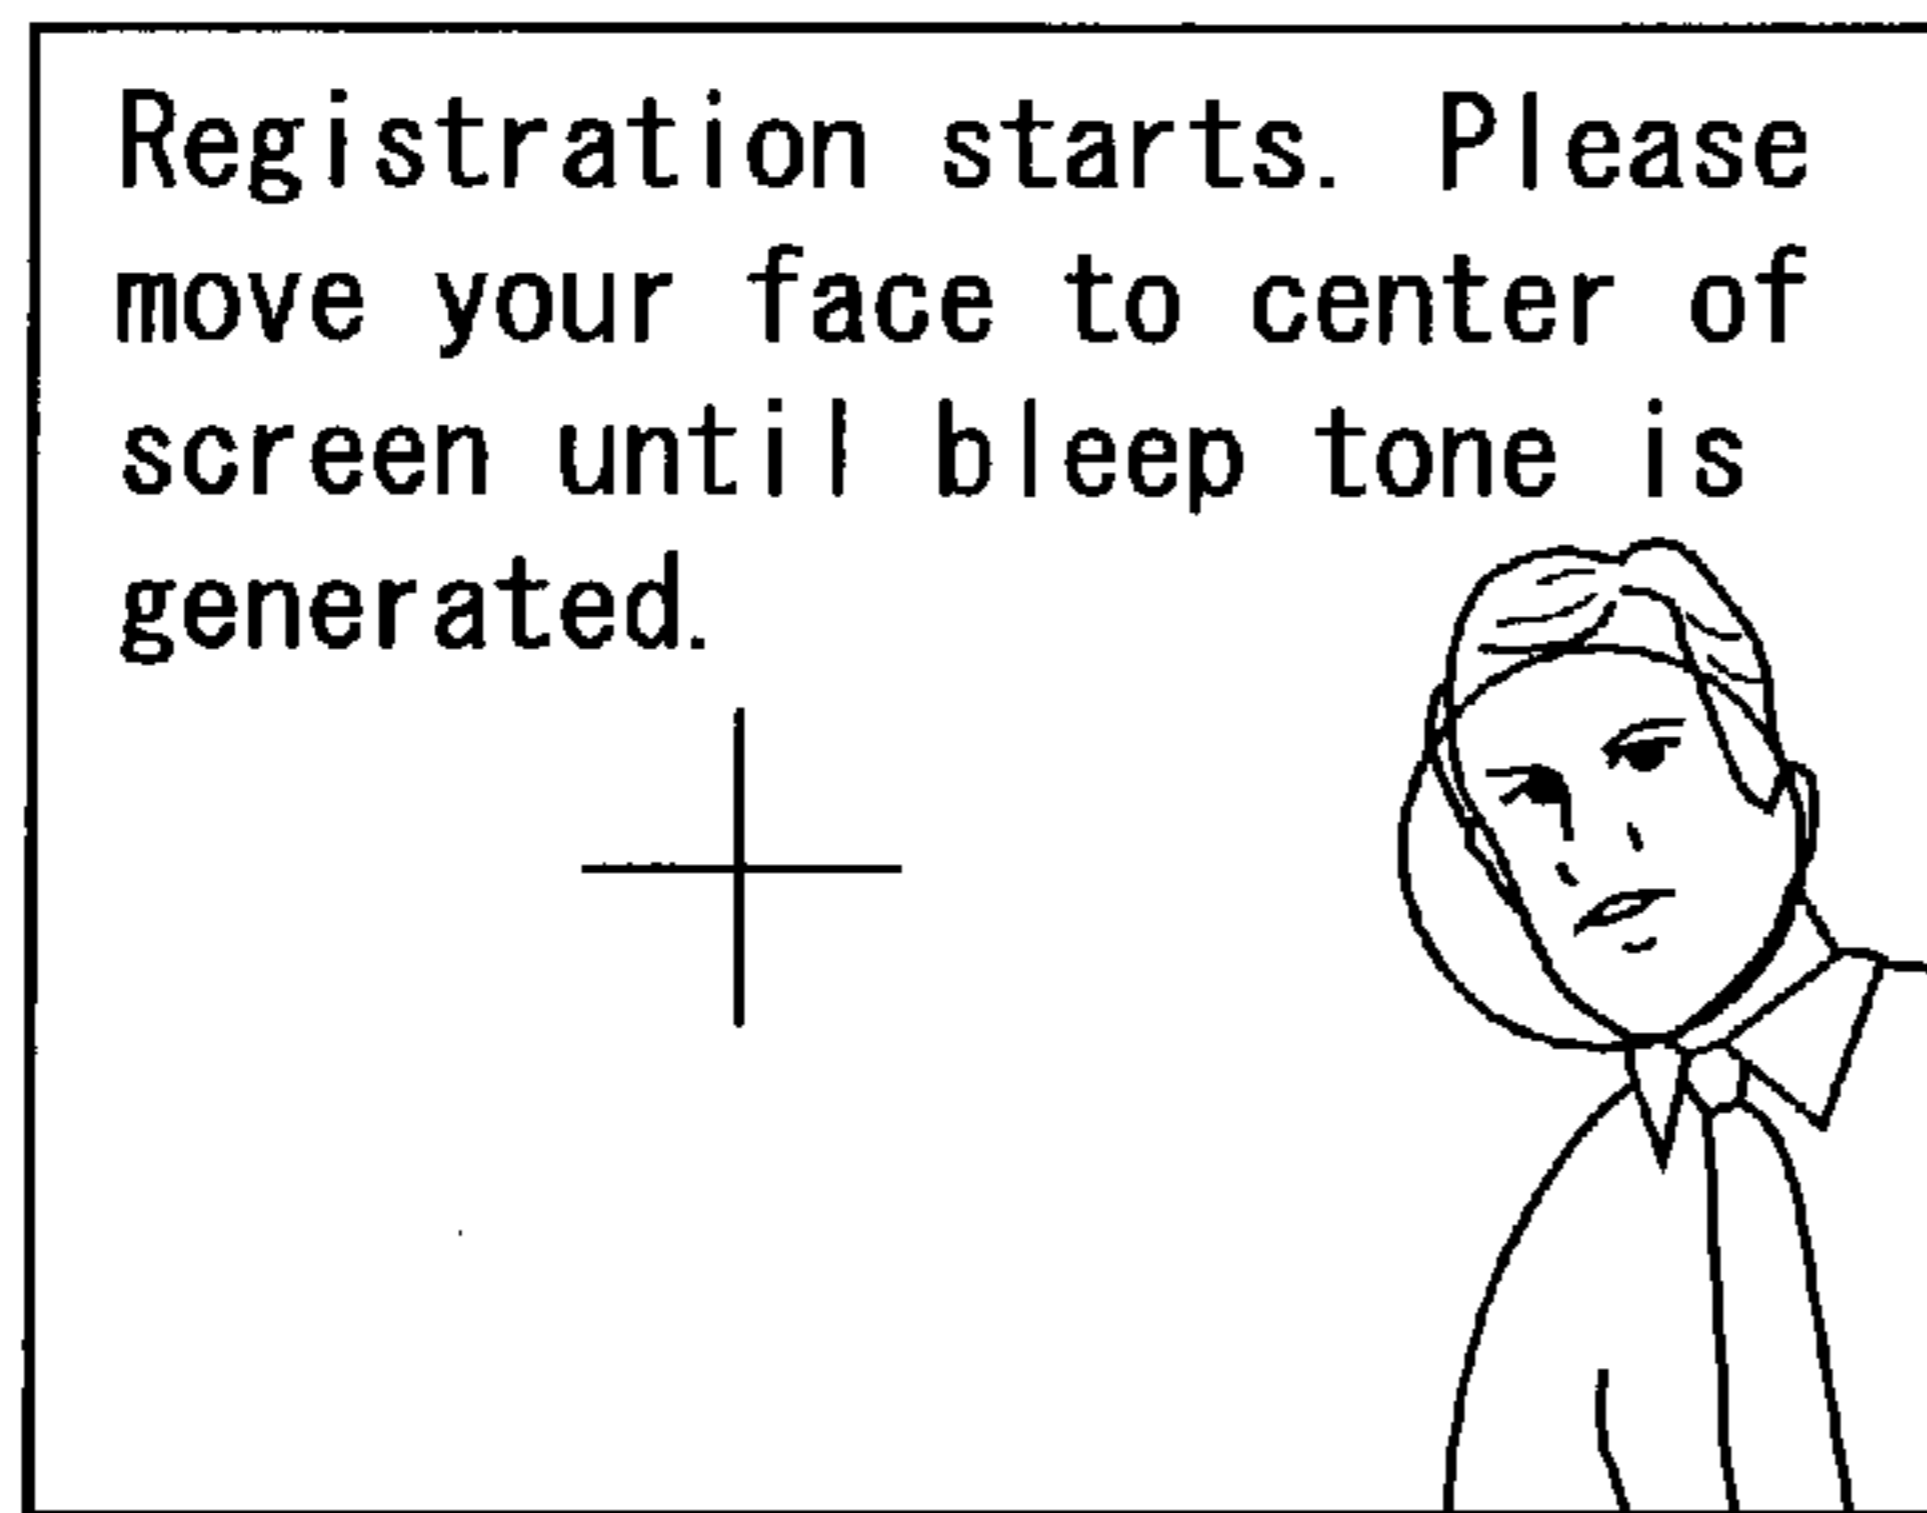 Registration starts. Please
move your face to center of
screen until bleep tone is
generated.